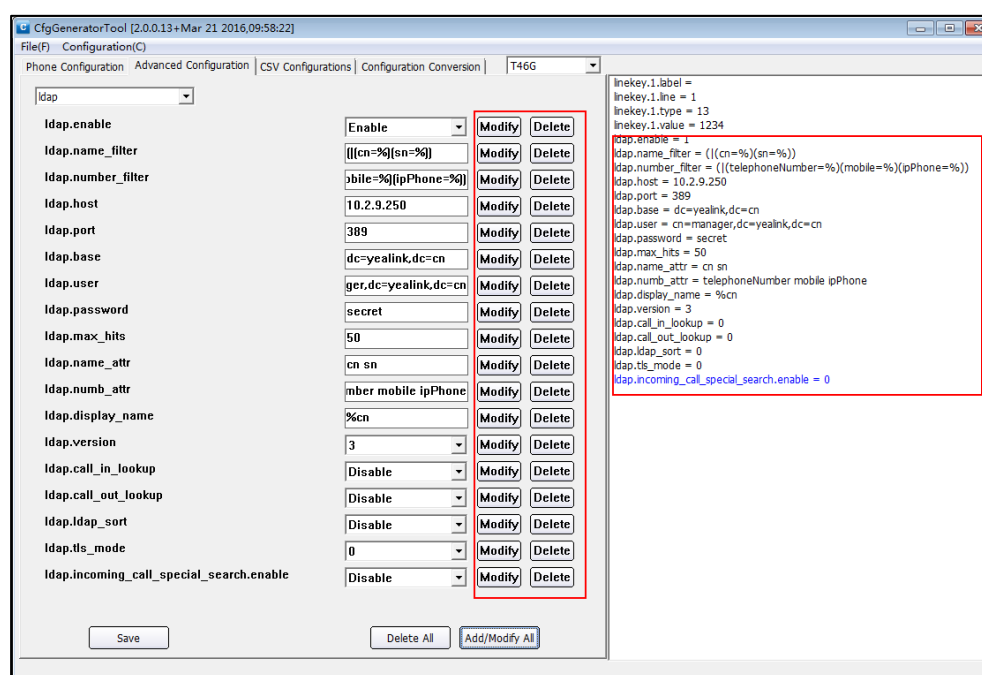 C CfgGeneratorTool [2.0.0.13+Mar 21 2016,09:58:22]
File(F) Configuration(C)
Phone Configuration Advanced Configuration CSV Configurations Configuration Conversion T46G
ldap
ldap.enable Enable Modify Delete
ldap.name_filter (|(cn=%)(sn=%)) Modify Delete
ldap.number_filter obile=%)(ipPhone=%)) Modify Delete
ldap.host 10.2.9.250 Modify Delete
ldap.port 389 Modify Delete
ldap.base dc=yealink,dc=cn Modify Delete
ldap.user ger,dc=yealink,dc=cn Modify Delete
ldap.password secret Modify Delete
ldap.max_hits 50 Modify Delete
ldap.name_attr cn sn Modify Delete
ldap.numb_attr mber mobile ipPhone Modify Delete
ldap.display_name %cn Modify Delete
ldap.version 3 Modify Delete
ldap.call_in_lookup Disable Modify Delete
ldap.call_out_lookup Disable Modify Delete
ldap.ldap_sort Disable Modify Delete
ldap.tls_mode 0 Modify Delete
ldap.incoming_call_special_search.enable Disable Modify Delete
Save Delete All Add/Modify All
linekey.1.label =
linekey.1.line = 1
linekey.1.type = 13
linekey.1.value = 1234
ldap.enable = 1
ldap.name_filter = (|(cn=%)(sn=%))
ldap.number_filter = (|(telephoneNumber=%)(mobile=%)(ipPhone=%))
ldap.host = 10.2.9.250
ldap.port = 389
ldap.base = dc=yealink,dc=cn
ldap.user = cn=manager,dc=yealink,dc=cn
ldap.password = secret
ldap.max_hits = 50
ldap.name_attr = cn sn
ldap.numb_attr = telephoneNumber mobile ipPhone
ldap.display_name = %cn
ldap.version = 3
ldap.call_in_lookup = 0
ldap.call_out_lookup = 0
ldap.ldap_sort = 0
ldap.tls_mode = 0
ldap.incoming_call_special_search.enable = 0